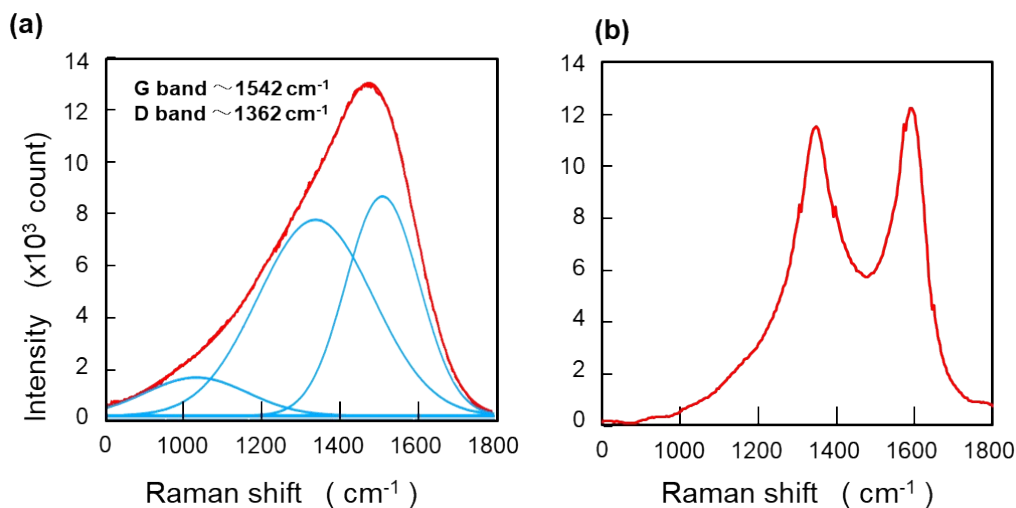 (a)
G band ～1542 cm⁻¹
D band ～1362 cm⁻¹
Intensity (x10³ count)
14
12
10
8
6
4
2
0
0 1000 1200 1400 1600 1800
Raman shift ( cm⁻¹ )
(b)
14
12
10
8
6
4
2
0
0 1000 1200 1400 1600 1800
Raman shift ( cm⁻¹ )